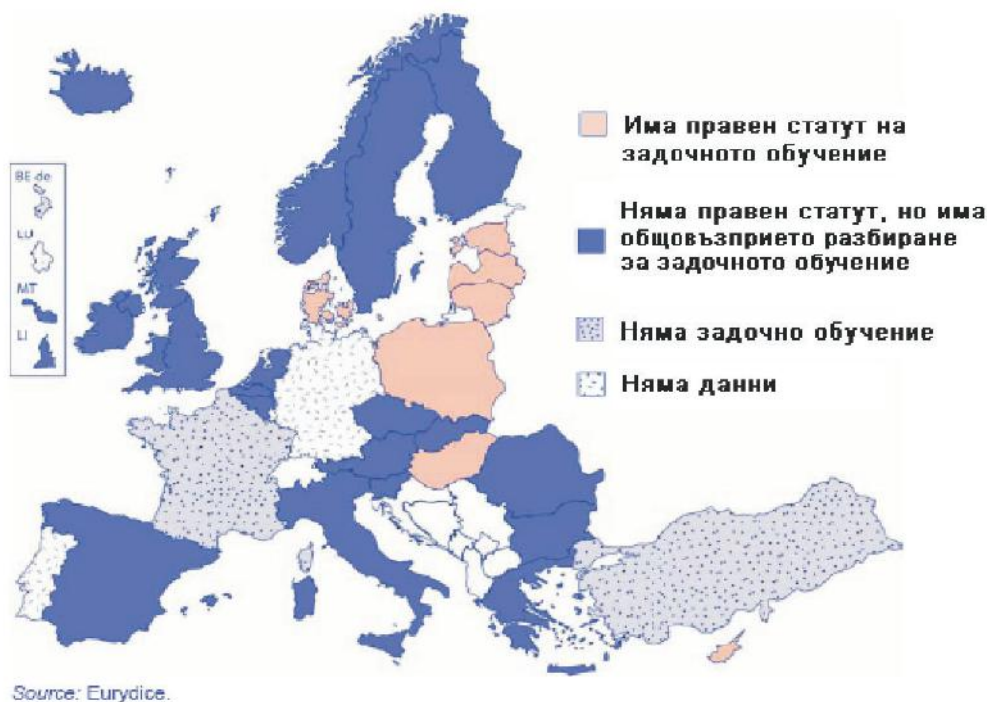 Има правен статут на
задочното обучение
BE de
LU
MT
LI
Няма правен статут, но има
общовъзприето разбиране
за задочното обучение
Няма задочно обучение
Няма данни
Source: Eurydice.